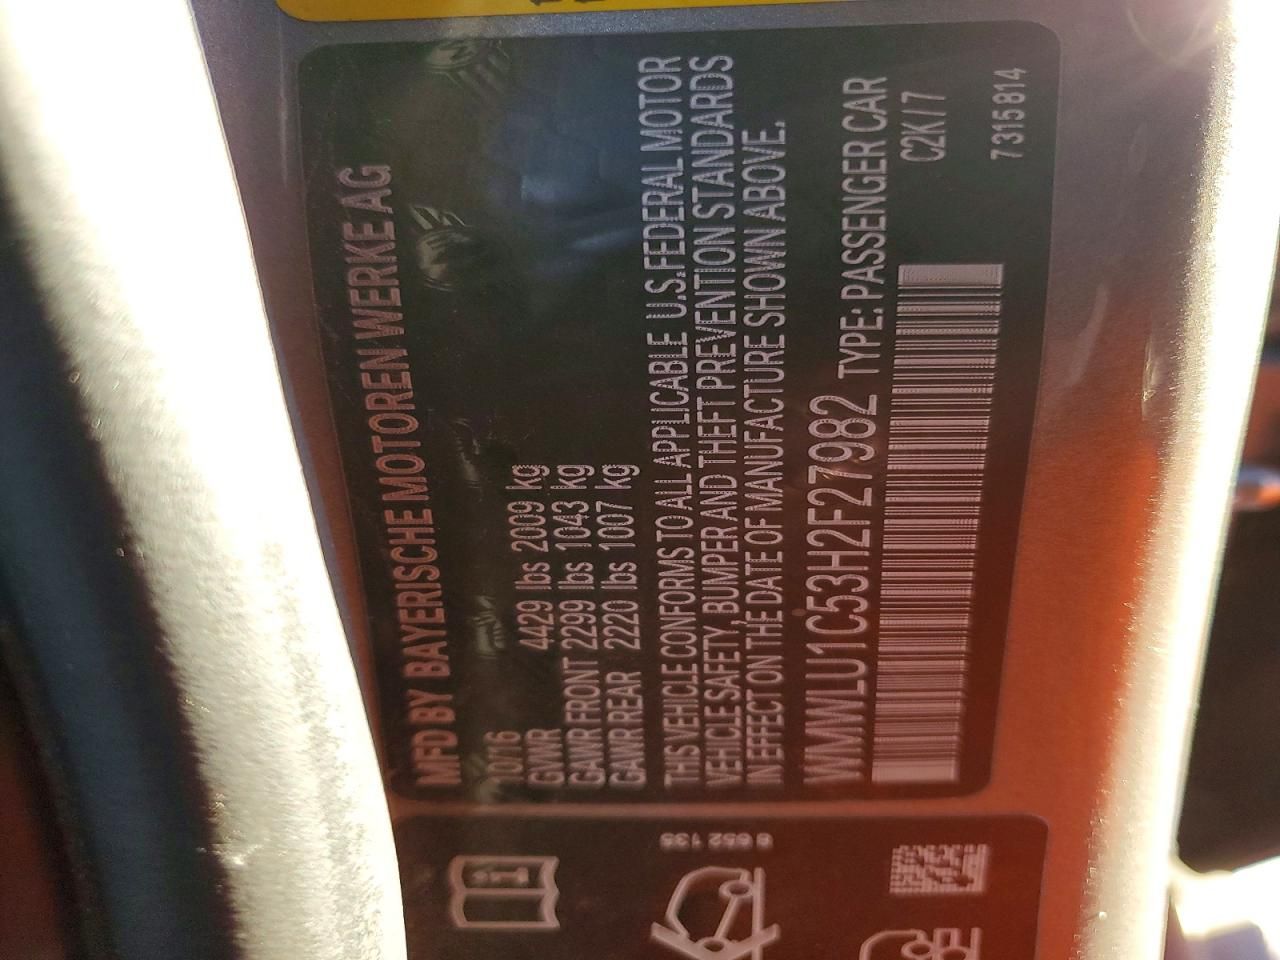 MFD BY BAYERISCHE MOTOREN WERKE AG
10/16
GVWR 4429 lbs 2009 kg
GAWR FRONT 2299 lbs 1043 kg
GAWR REAR 2220 lbs 1007 kg
THIS VEHICLE CONFORMS TO ALL APPLICABLE U.S.FEDERAL MOTOR
VEHICLE SAFETY, BUMPER AND THEFT PREVENTION STANDARDS
IN EFFECT ON THE DATE OF MANUFACTURE SHOWN ABOVE.
WMWLU1C53H2F27982 TYPE: PASSENGER CAR
C2K/7
7 315 814
6 652 135